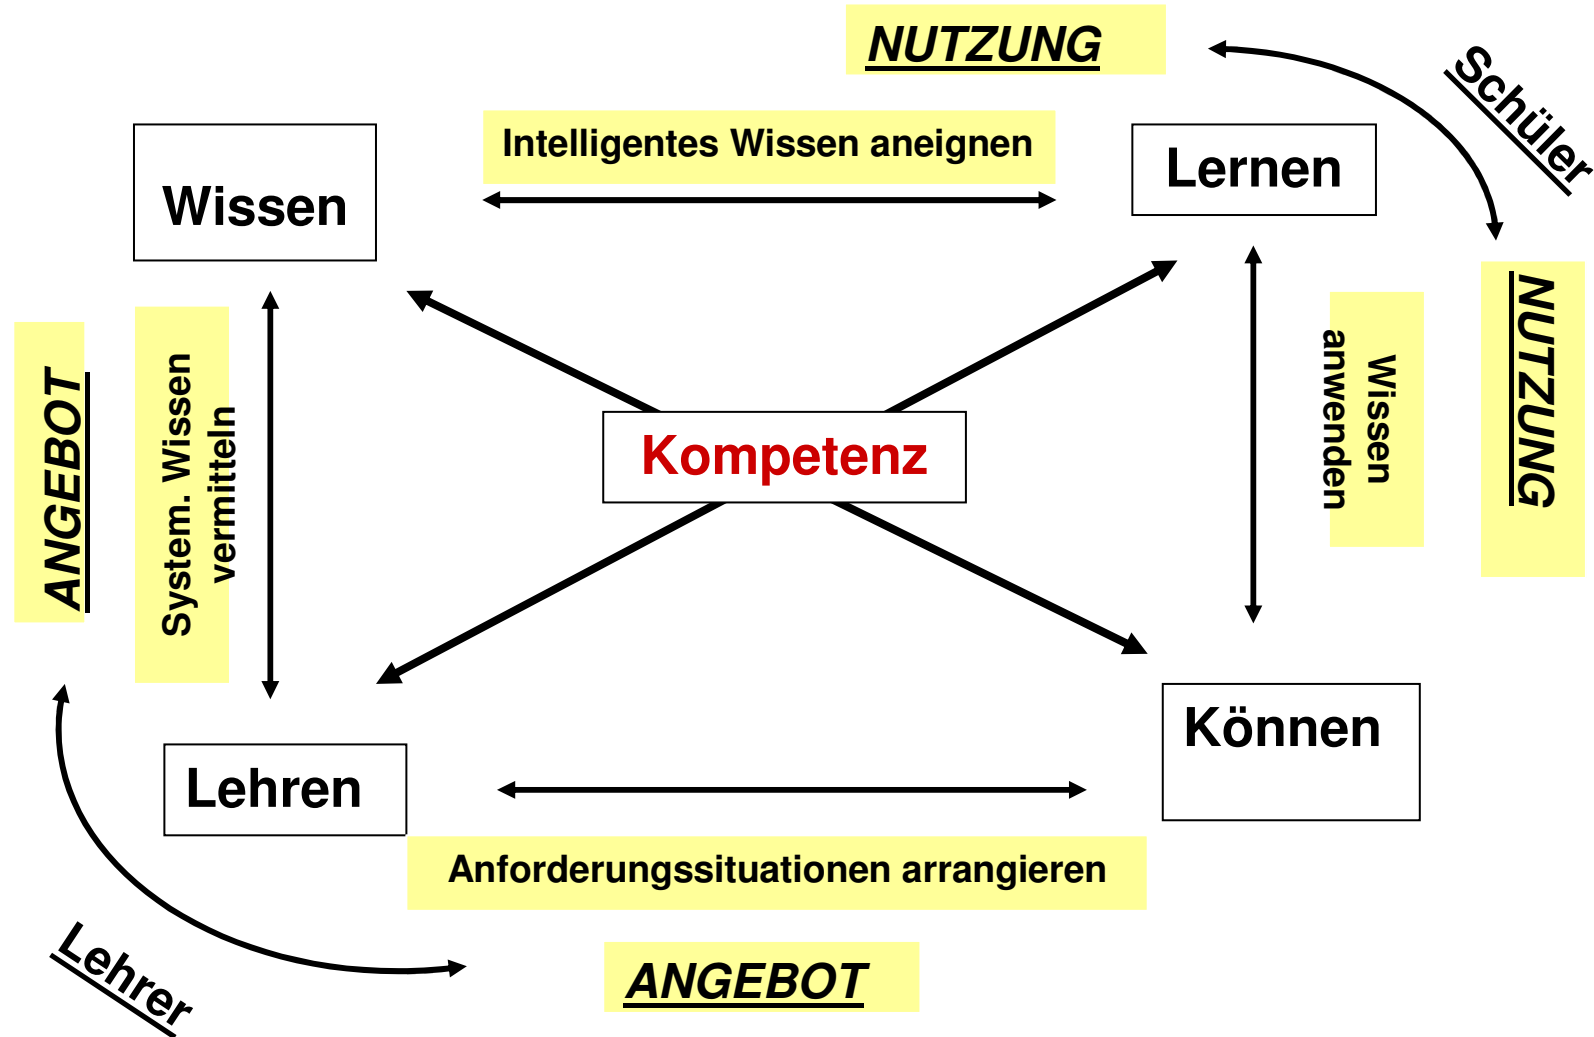 NUTZUNG
Schüler
Intelligentes Wissen aneignen
Wissen
Lernen
ANGEBOT
System. Wissen
vermitteln
Kompetenz
Wissen
anwenden
NUTZUNG
Lehren
Können
Anforderungssituationen arrangieren
Lehrer
ANGEBOT